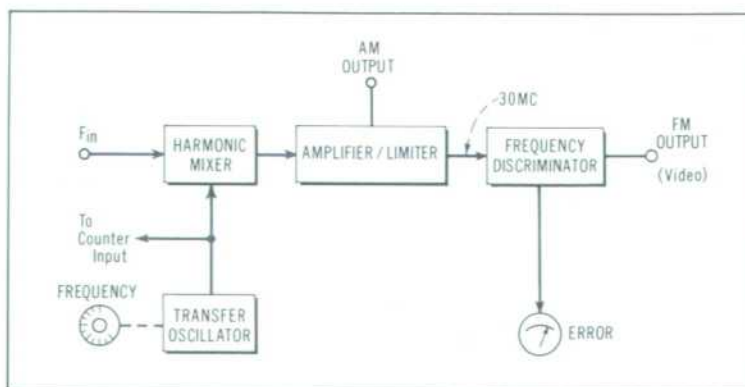 AM
OUTPUT
30MC
FM
OUTPUT
(Video)
Fin
HARMONIC
MIXER
AMPLIFIER / LIMITER
FREQUENCY
DISCRIMINATOR
To
Counter
Input
FREQUENCY
TRANSFER
OSCILLATOR
ERROR